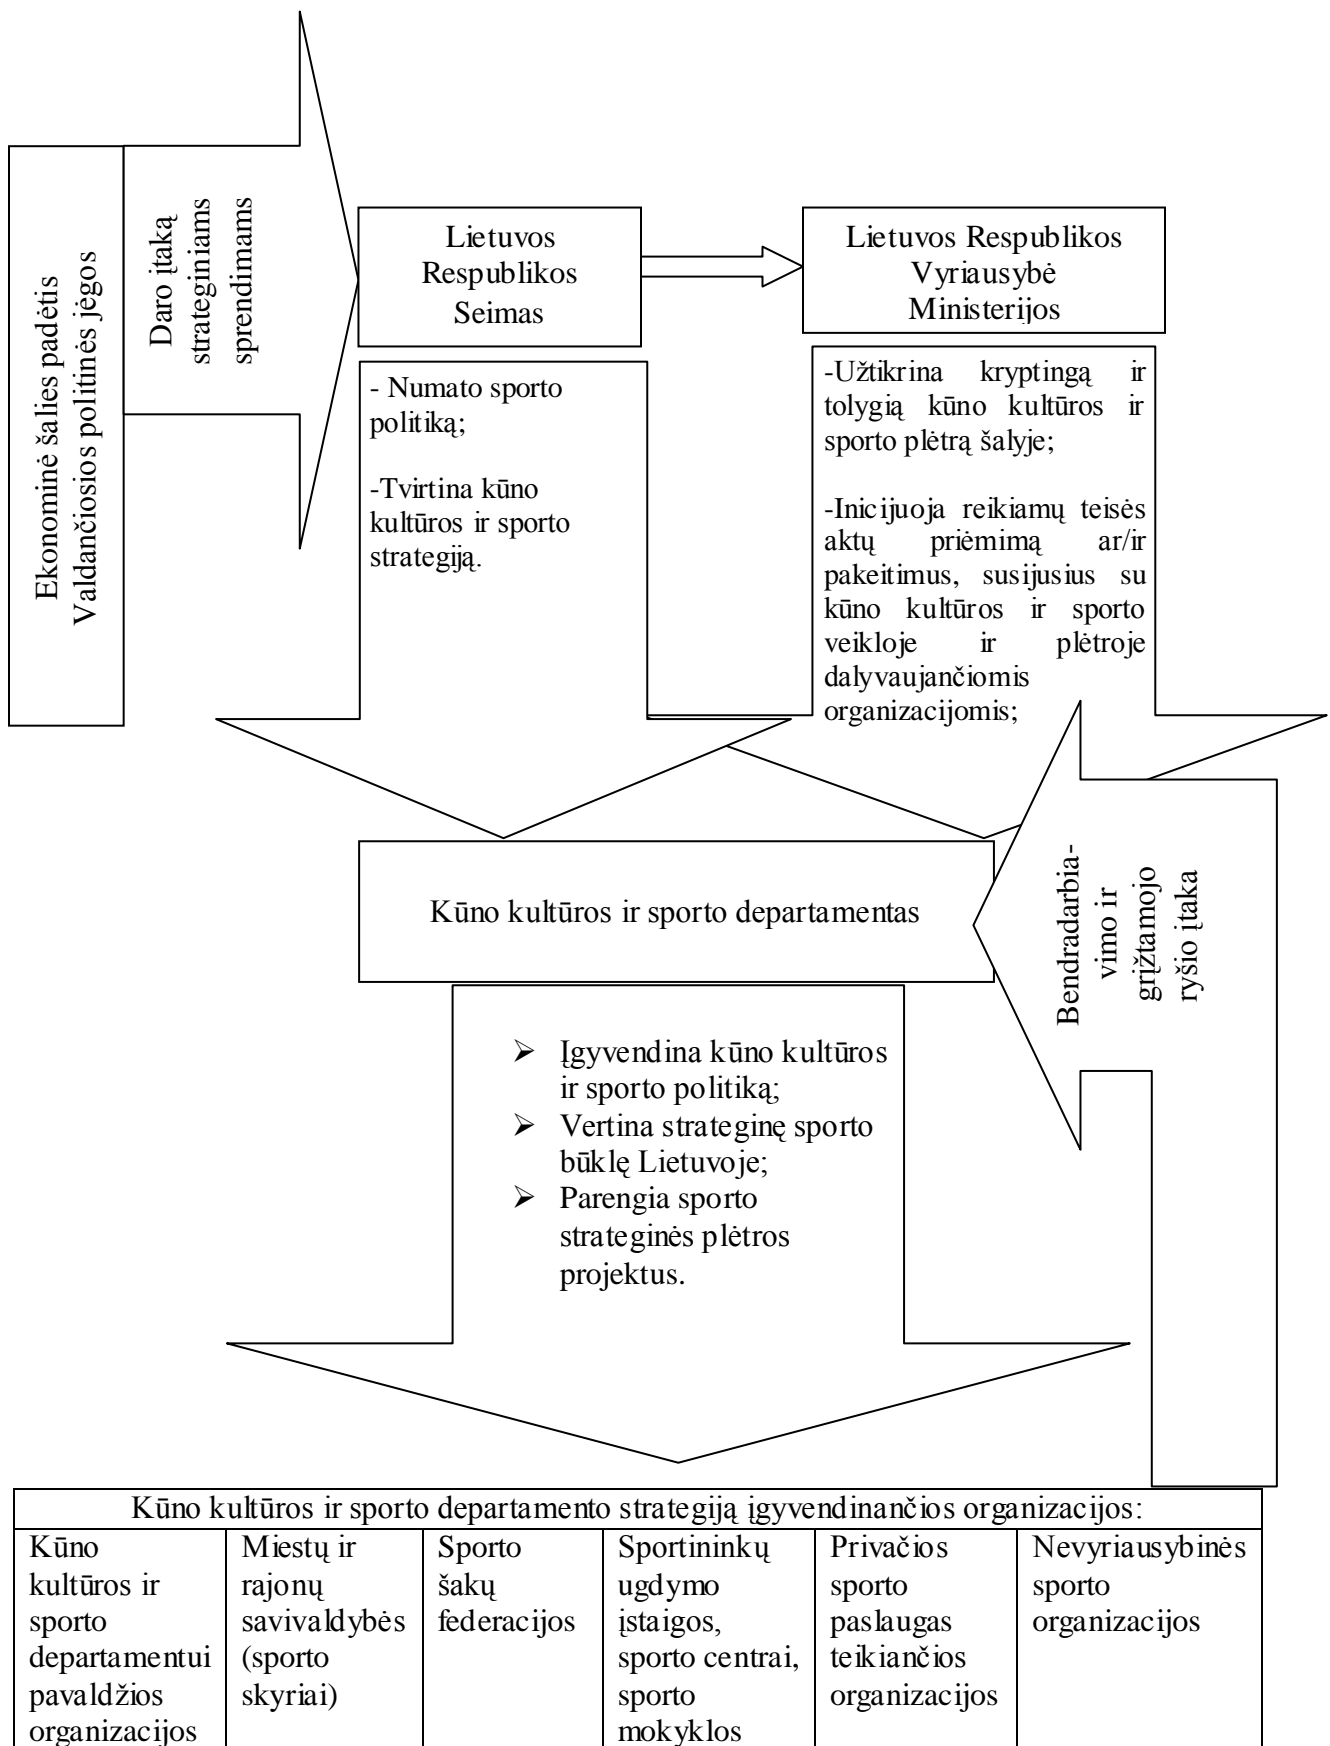 Ekonominė šalies padėtis
Valdančiosios politinės jėgos
Daro įtaką
strateginiams
sprendimams
Lietuvos
Respublikos
Seimas
Lietuvos Respublikos
Vyriausybė
Ministerijos
- Numato sporto
politiką;
-Tvirtina kūno
kultūros ir sporto
strategiją.
-Užtikrina kryptingą ir
tolygią kūno kultūros ir
sporto plėtrą šalyje;
-Inicijuoja reikiamų teisės
aktų priėmimą ar/ir
pakeitimus, susijusius su
kūno kultūros ir sporto
veikloje ir plėtroje
dalyvaujančiomis
organizacijomis;
Kūno kultūros ir sporto departamentas
Bendradarbia-
vimo ir
grįžtamojo
ryšio įtaka
➢ Įgyvendina kūno kultūros
ir sporto politiką;
➢ Vertina strateginę sporto
būklę Lietuvoje;
➢ Parengia sporto
strateginės plėtros
projektus.
Kūno kultūros ir sporto departamento strategiją įgyvendinančios organizacijos:
Kūno
kultūros ir
sporto
departamentui
pavaldžios
organizacijos
Miestų ir
rajonų
savivaldybės
(sporto
skyriai)
Sporto
šakų
federacijos
Sportininkų
ugdymo
įstaigos,
sporto centrai,
sporto
mokyklos
Privačios
sporto
paslaugas
teikiančios
organizacijos
Nevyriausybinės
sporto
organizacijos